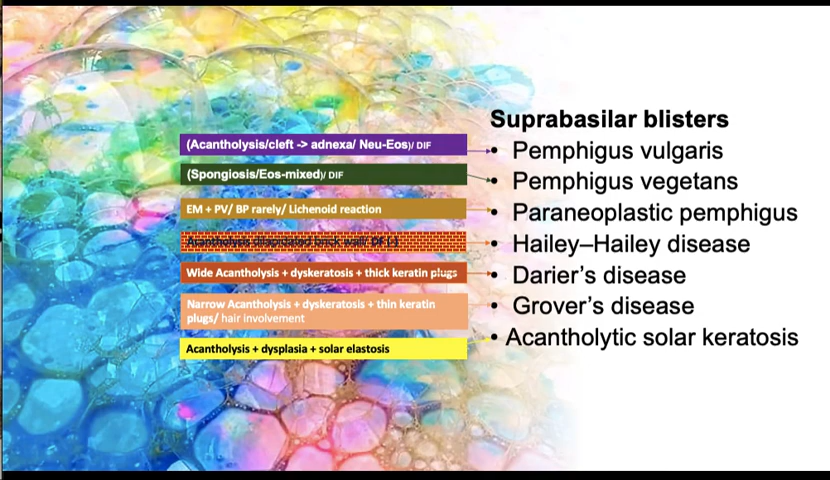 Suprabasilar blisters
(Acantholysis/cleft -> adnexa/ Neu-Eos)/ DIF
• Pemphigus vulgaris
(Spongiosis/Eos-mixed)/ DIF
• Pemphigus vegetans
EM + PV/ BP rarely/ Lichenoid reaction
• Paraneoplastic pemphigus
Acantholysis dilapidated brick wall/ DF (-)
• Hailey–Hailey disease
Wide Acantholysis + dyskeratosis + thick keratin plugs
• Darier’s disease
Narrow Acantholysis + dyskeratosis + thin keratin
plugs/ hair involvement
• Grover’s disease
Acantholysis + dysplasia + solar elastosis
• Acantholytic solar keratosis